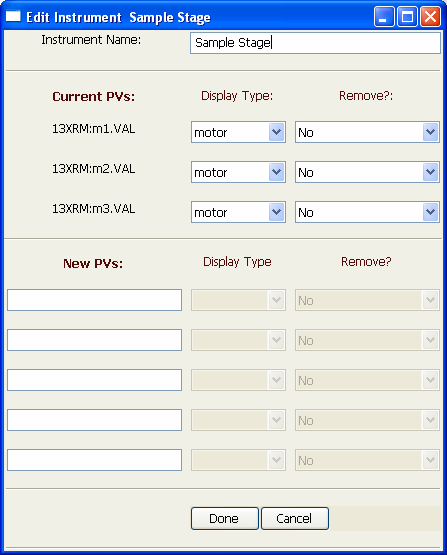 Edit Instrument  Sample Stage
Instrument Name: Sample Stage
Current PVs: Display Type: Remove?:
13XRM:m1.VAL motor No
13XRM:m2.VAL motor No
13XRM:m3.VAL motor No
New PVs: Display Type Remove?
No
No
No
No
No
Done Cancel